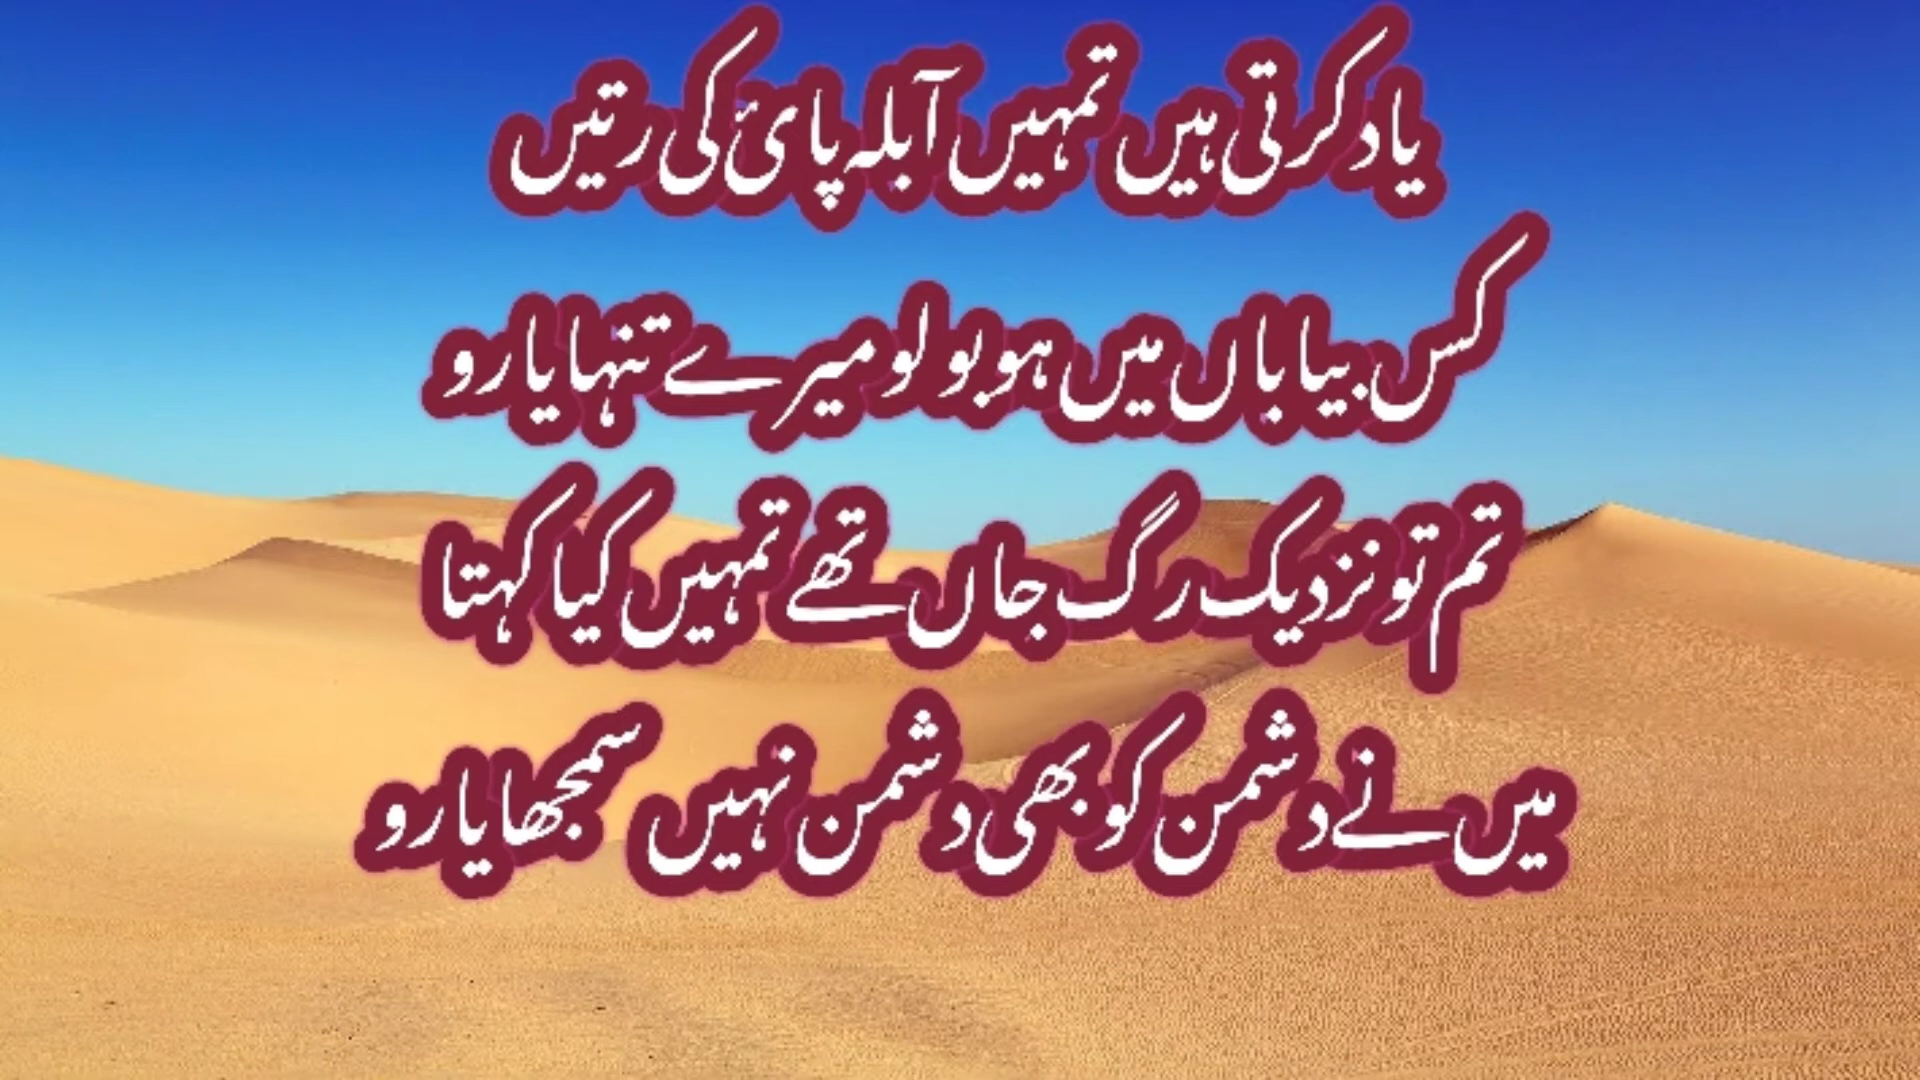 یاد کرتی ہیں تمہیں آبلہ پائ کی رتیں
کس بیاباں میں ہو بولو میرے تنہا یارو
تم تو نزدیک رگ جاں تھے تمہیں کیا کہتا
میں نے دشمن کو بھی دشمن نہیں سمجھا یارو